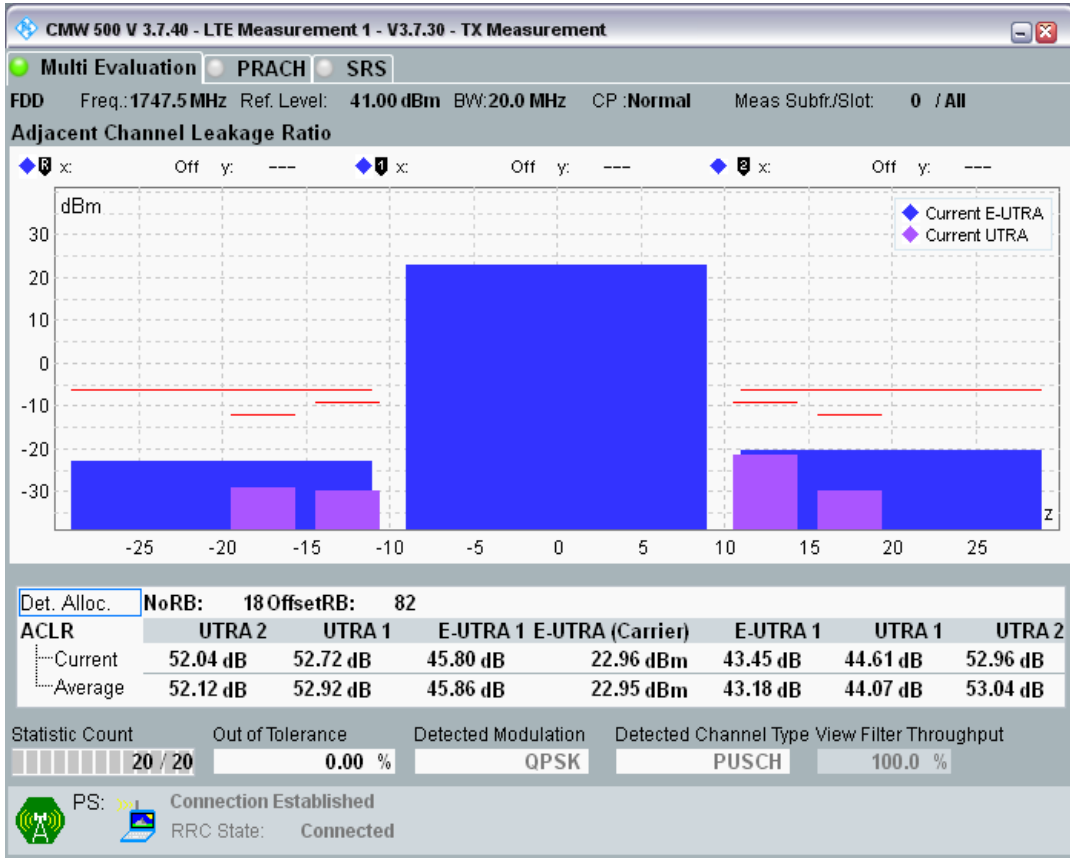 CMW 500 V 3.7.40 - LTE Measurement 1 - V3.7.30 - TX Measurement
Multi Evaluation PRACH SRS
FDD Freq.:1747.5 MHz Ref. Level: 41.00 dBm BW:20.0 MHz CP :Normal Meas Subfr./Slot: 0 / All
Adjacent Channel Leakage Ratio
R x: Off y: --- 1 x: Off y: --- 2 x: Off y: ---
dBm
Current E-UTRA
Current UTRA
30
20
10
0
-10
-20
-30
z
-25 -20 -15 -10 -5 0 5 10 15 20 25
Det. Alloc. NoRB: 18 OffsetRB: 82
ACLR UTRA 2 UTRA 1 E-UTRA 1 E-UTRA (Carrier) E-UTRA 1 UTRA 1 UTRA 2
Current 52.04 dB 52.72 dB 45.80 dB 22.96 dBm 43.45 dB 44.61 dB 52.96 dB
Average 52.12 dB 52.92 dB 45.86 dB 22.95 dBm 43.18 dB 44.07 dB 53.04 dB
Statistic Count Out of Tolerance Detected Modulation Detected Channel Type View Filter Throughput
20 / 20 0.00 % QPSK PUSCH 100.0 %
PS: Connection Established
RRC State: Connected